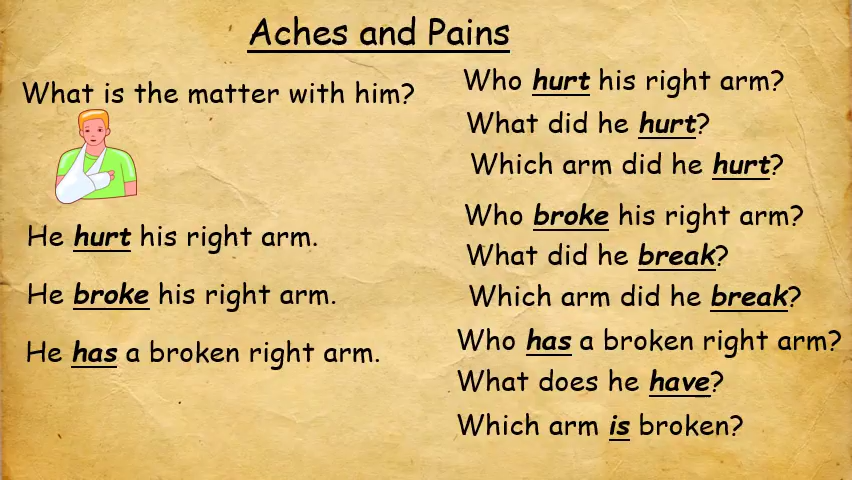 Aches and Pains
What is the matter with him?
He hurt his right arm.
He broke his right arm.
He has a broken right arm.
Who hurt his right arm?
What did he hurt?
Which arm did he hurt?
Who broke his right arm?
What did he break?
Which arm did he break?
Who has a broken right arm?
What does he have?
Which arm is broken?